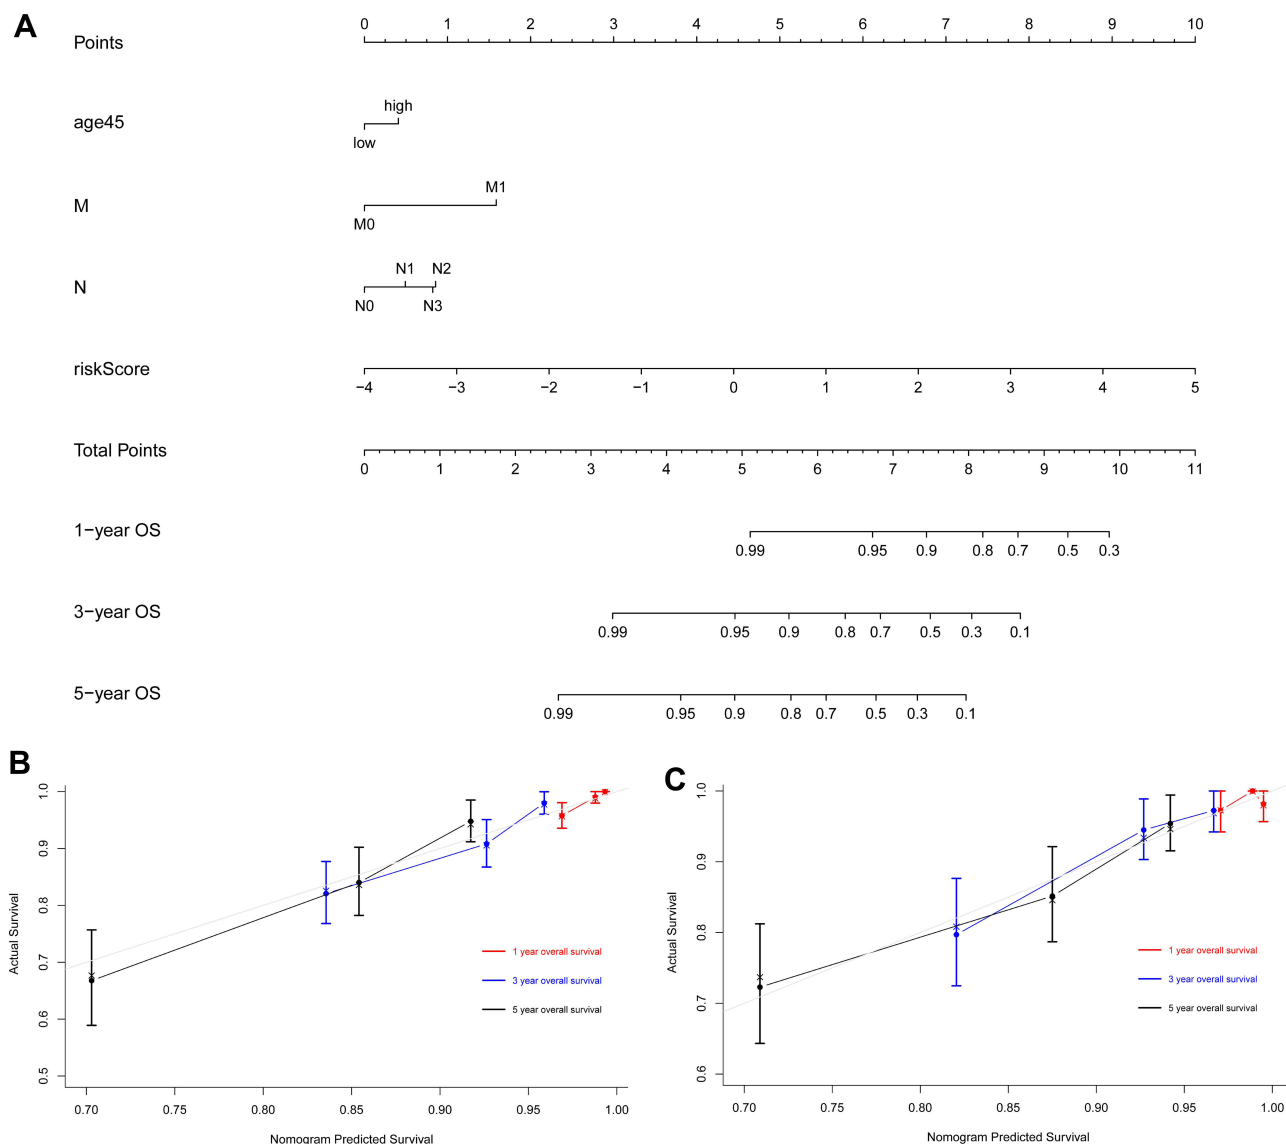 A
Points
0 1 2 3 4 5 6 7 8 9 10
age45
high
low
M
M1
M0
N
N1 N2
N0 N3
riskScore
−4 −3 −2 −1 0 1 2 3 4 5
Total Points
0 1 2 3 4 5 6 7 8 9 10 11
1−year OS
0.99 0.95 0.9 0.8 0.7 0.5 0.3
3−year OS
0.99 0.95 0.9 0.8 0.7 0.5 0.3 0.1
5−year OS
0.99 0.95 0.9 0.8 0.7 0.5 0.3 0.1
B
Actual Survival
1.0
0.9
0.8
0.7
0.6
0.5
1 year overall survival
3 year overall survival
5 year overall survival
0.70 0.75 0.80 0.85 0.90 0.95 1.00
Nomogram Predicted Survival
C
Actual Survival
1.0
0.9
0.8
0.7
0.6
1 year overall survival
3 year overall survival
5 year overall survival
0.70 0.75 0.80 0.85 0.90 0.95 1.00
Nomogram Predicted Survival